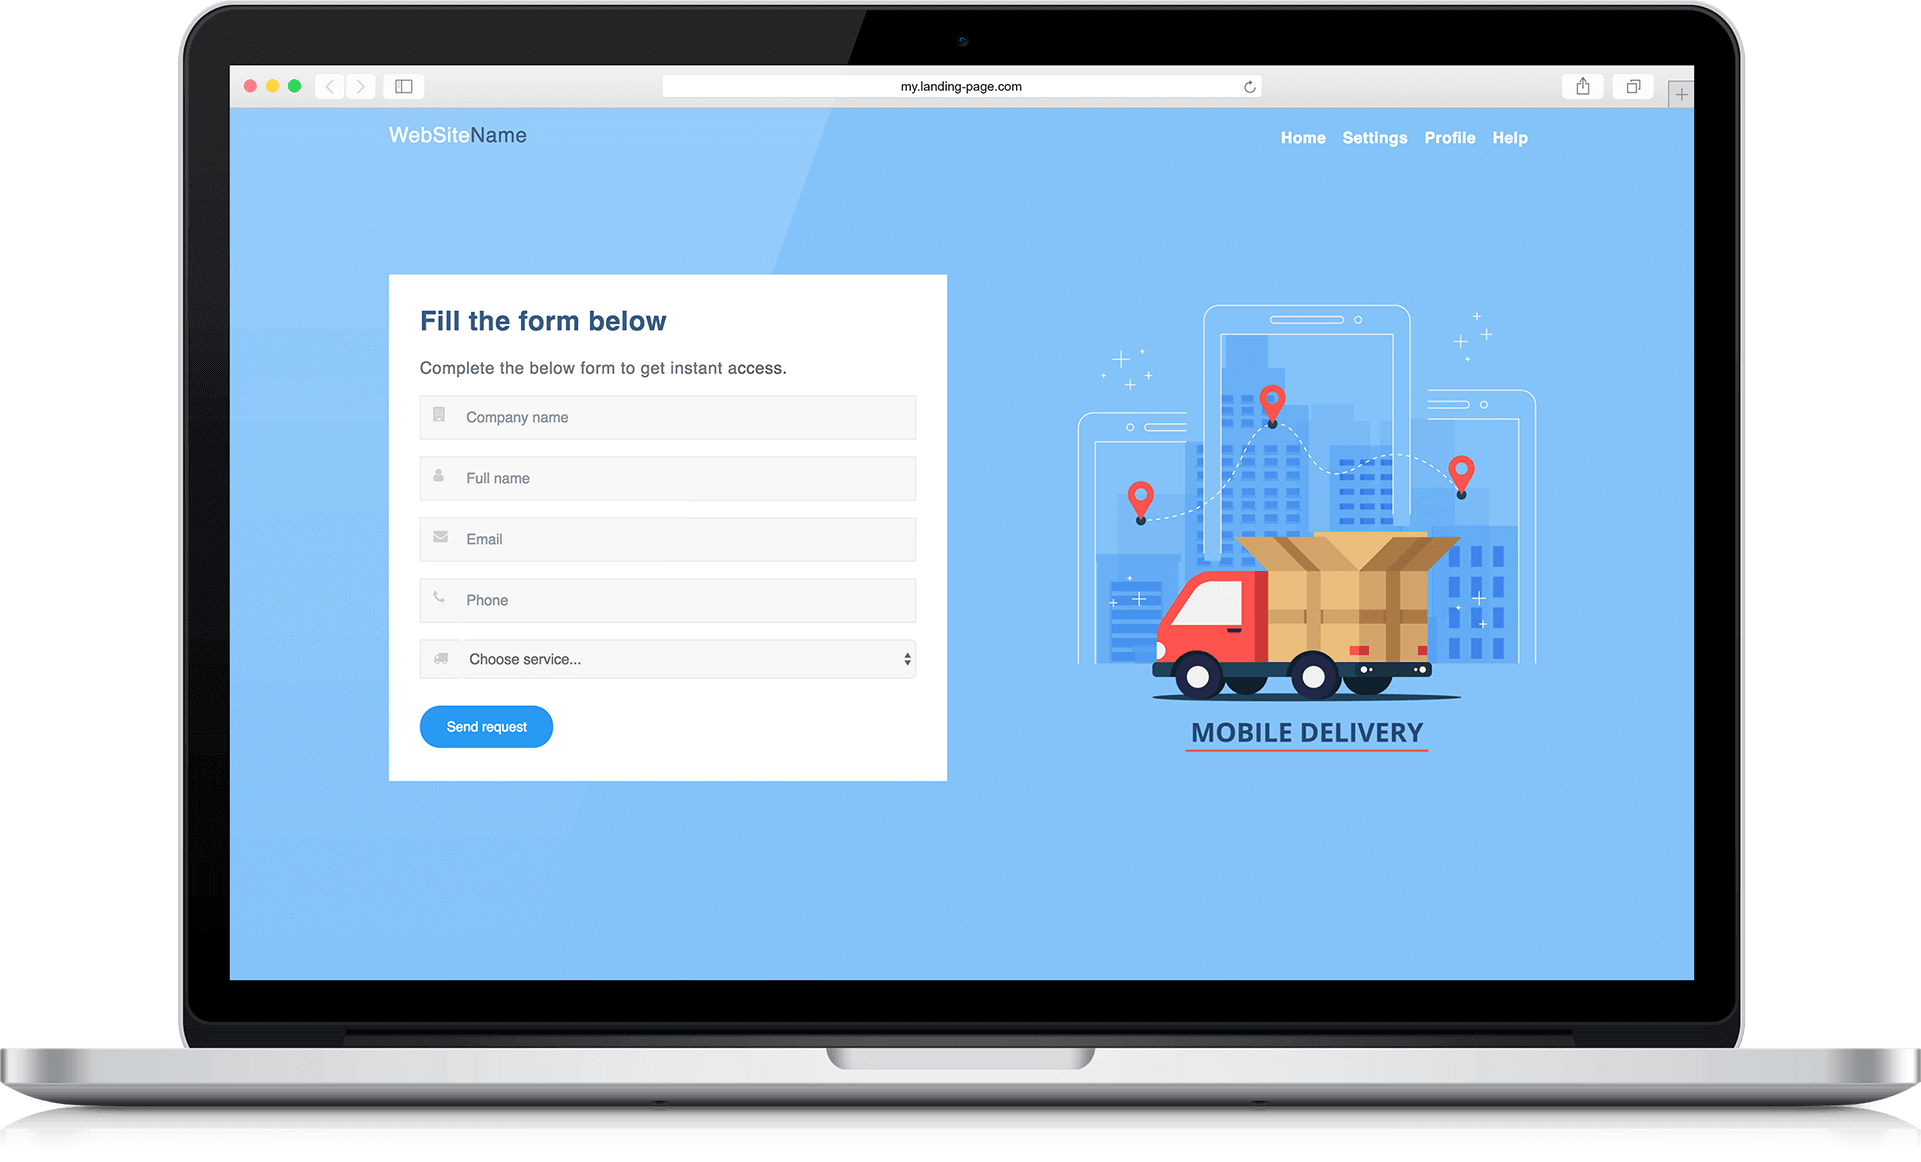 my.landing-page.com
WebSiteName
Home Settings Profile Help
Fill the form below
Complete the below form to get instant access.
Company name
Full name
Email
Phone
Choose service...
Send request
MOBILE DELIVERY